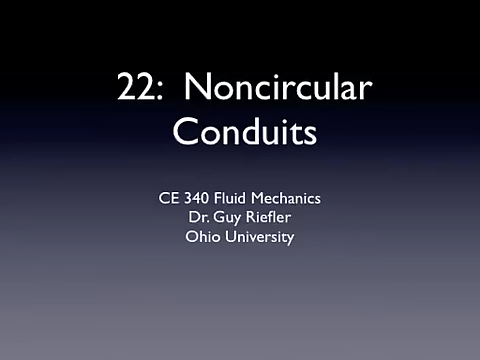 22:  Noncircular
Conduits
CE 340 Fluid Mechanics
Dr. Guy Riefler
Ohio University